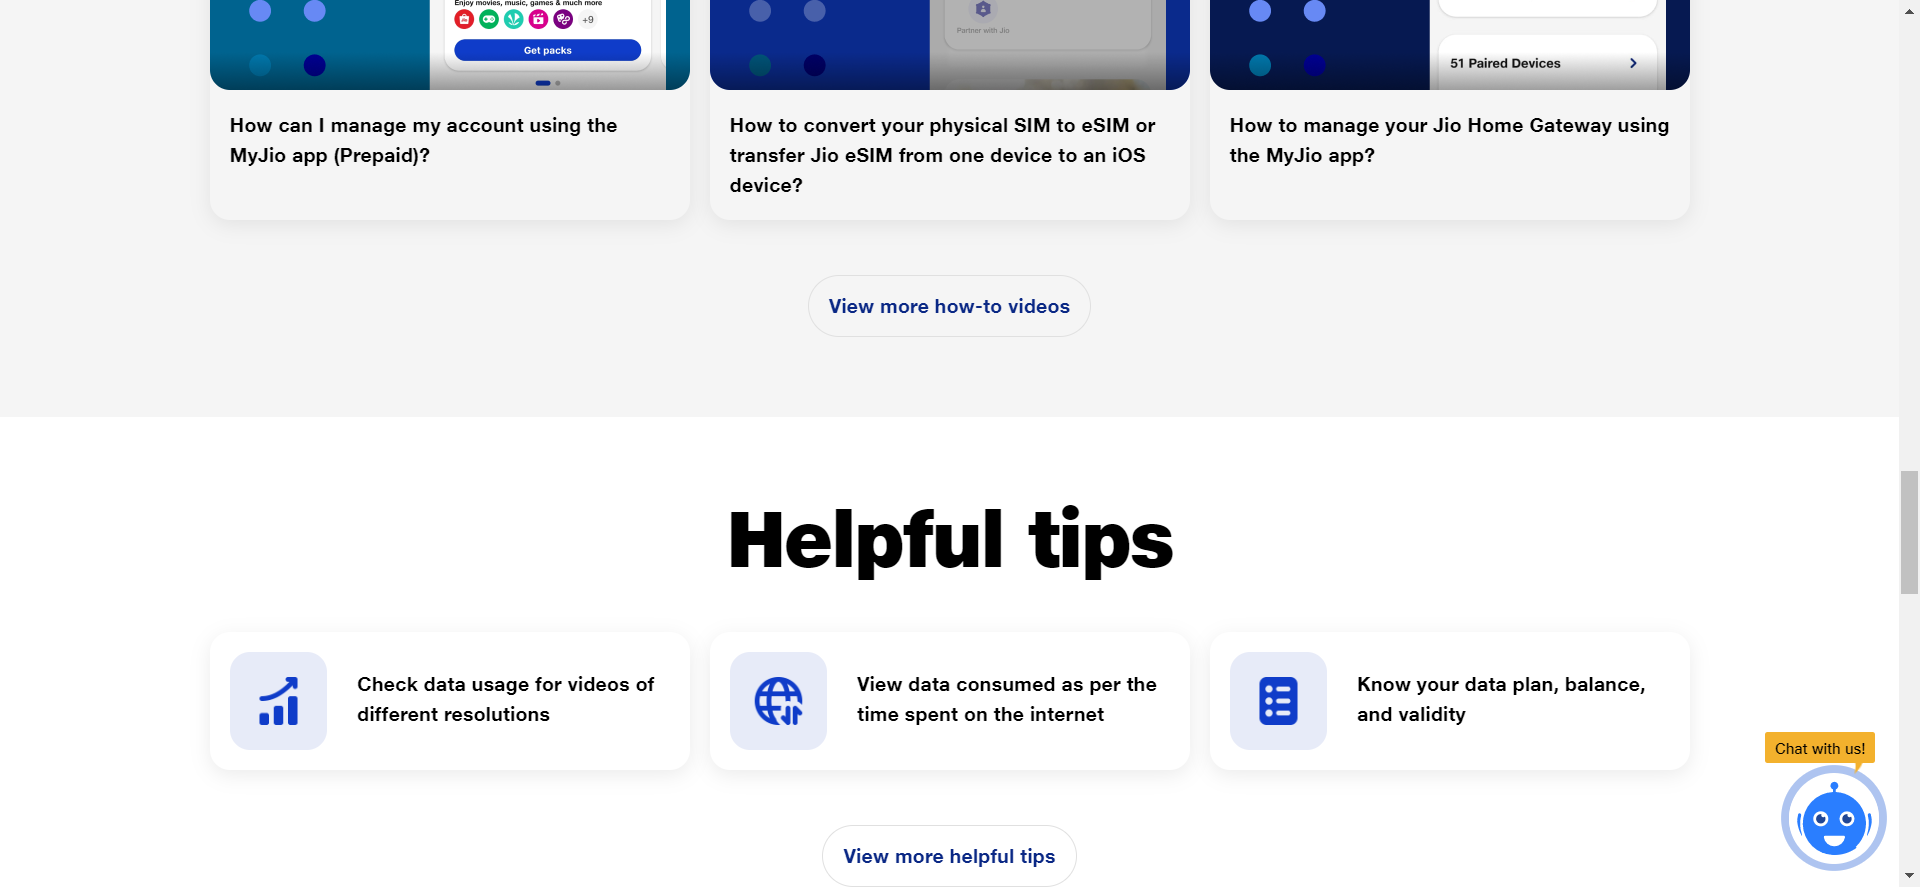 Enjoy movies, music, games & much more
+9
Get packs
Partner with Jio
51 Paired Devices
How can I manage my account using the
MyJio app (Prepaid)?
How to convert your physical SIM to eSIM or
transfer Jio eSIM from one device to an iOS
device?
How to manage your Jio Home Gateway using
the MyJio app?
View more how-to videos
Helpful tips
Check data usage for videos of
different resolutions
View data consumed as per the
time spent on the internet
Know your data plan, balance,
and validity
Chat with us!
View more helpful tips